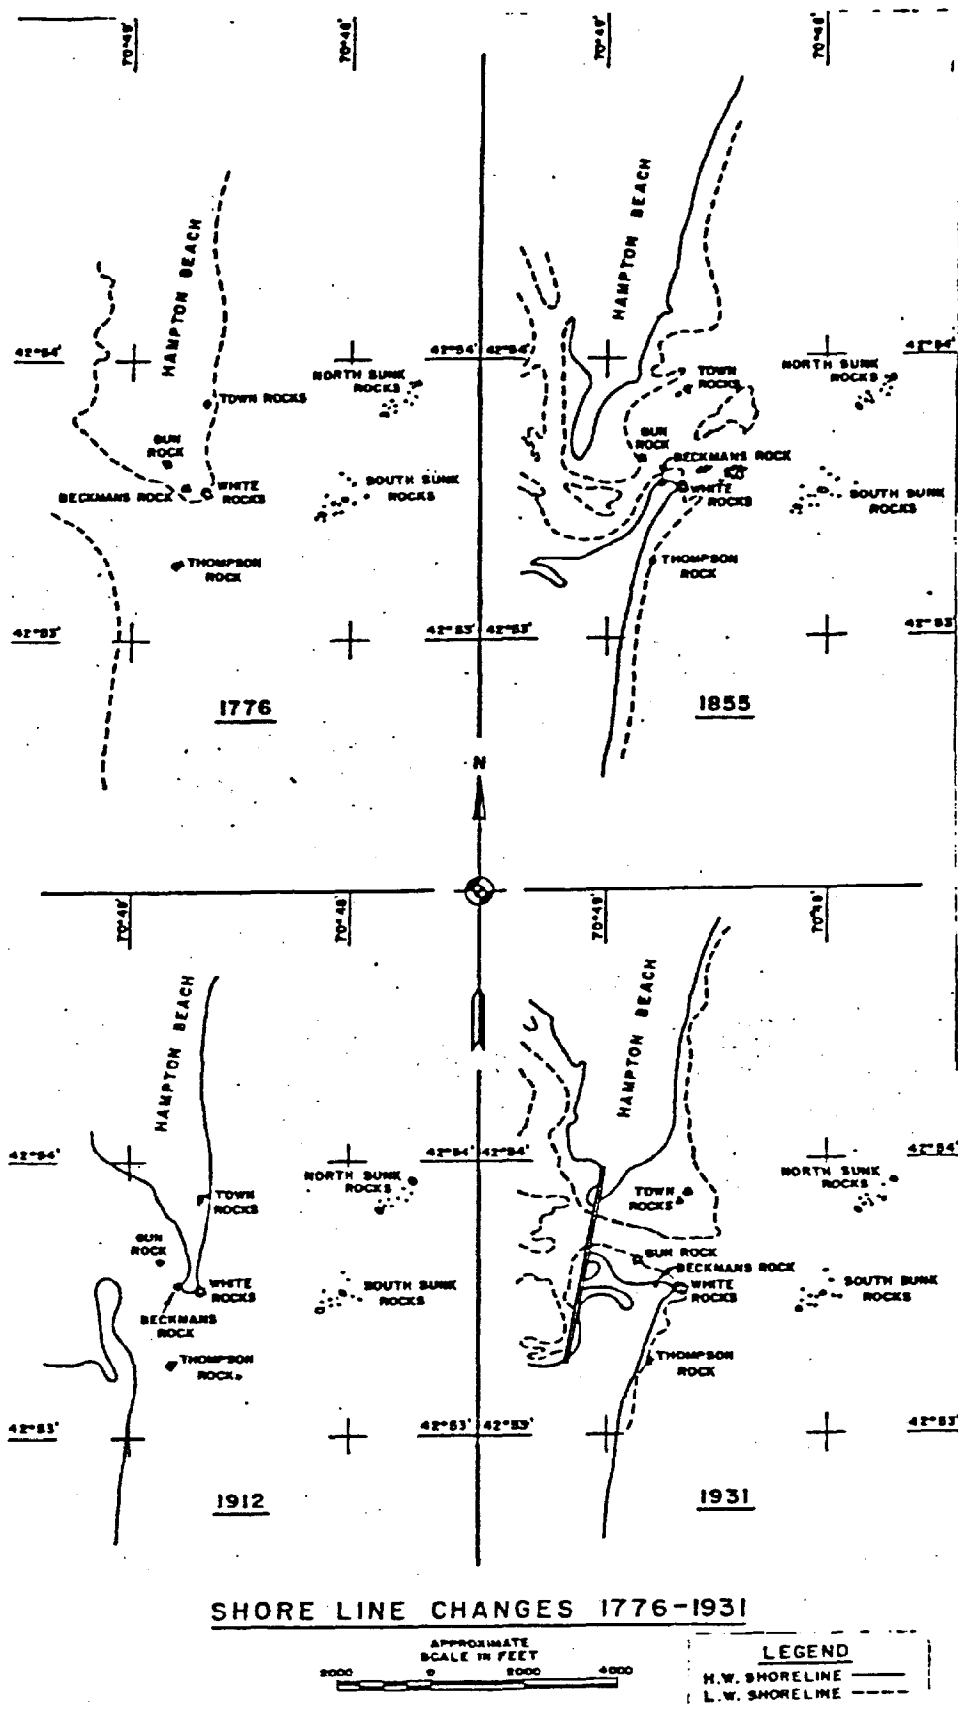 70°49'
70°48'
70°49'
70°48'
HAMPTON BEACH
42°54'
NORTH SUNK
ROCKS
TOWN ROCKS
GUN
ROCK
BECKMANS ROCK
WHITE
ROCKS
SOUTH SUNK
ROCKS
THOMPSON
ROCK
42°53'
1776
HAMPTON BEACH
42°54'
42°54'
42°54'
TOWN
ROCKS
NORTH SUNK
ROCKS
GUN
ROCK
BECKMANS ROCK
WHITE
ROCKS
SOUTH SUNK
ROCKS
THOMPSON
ROCK
42°53'
42°53'
42°53
1855
N
70°49'
70°48'
70°49'
70°48'
HAMPTON BEACH
42°54'
NORTH SUNK
ROCKS
TOWN
ROCKS
GUN
ROCK
WHITE
ROCKS
SOUTH SUNK
ROCKS
BECKMANS
ROCK
THOMPSON
ROCK
42°53'
1912
HAMPTON BEACH
42°54'
42°54'
42°54'
NORTH SUNK
ROCKS
TOWN
ROCKS
GUN ROCK
BECKMANS ROCK
WHITE
ROCKS
SOUTH SUNK
ROCKS
THOMPSON
ROCK
42°53'
42°53'
42°53'
1931
SHORE LINE CHANGES 1776-1931
APPROXIMATE
SCALE IN FEET
2000 0 2000 4000
LEGEND
H.W. SHORELINE
L.W. SHORELINE